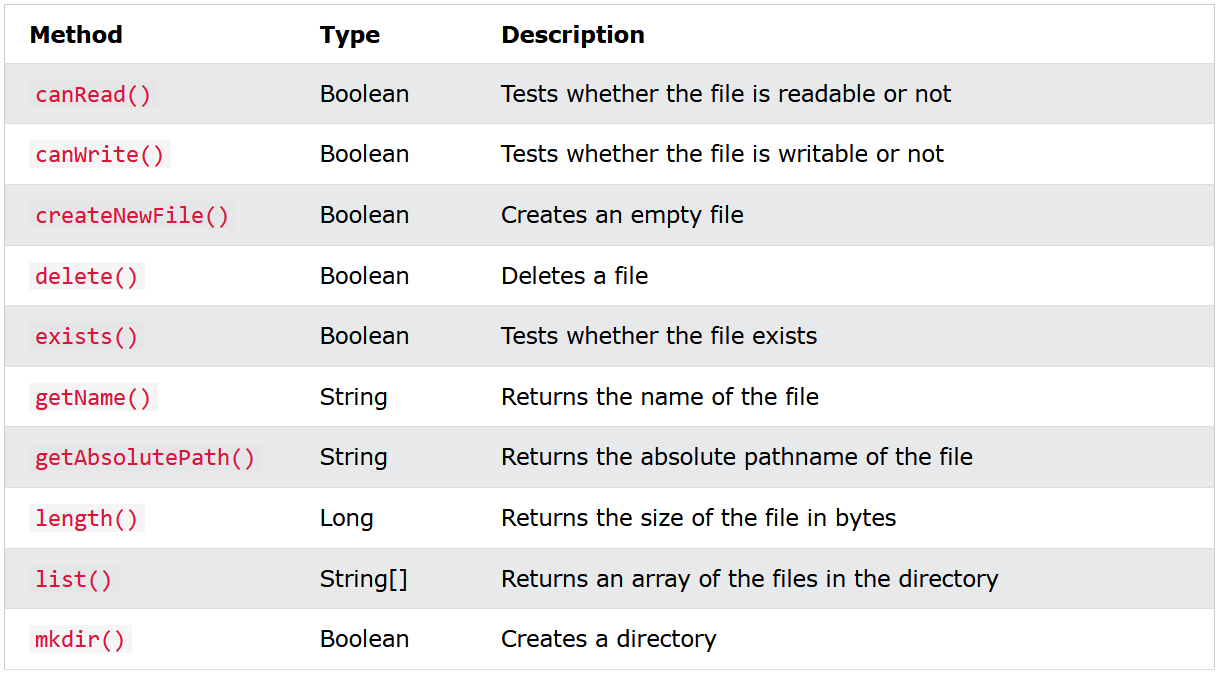 Method Type Description
canRead() Boolean Tests whether the file is readable or not
canWrite() Boolean Tests whether the file is writable or not
createNewFile() Boolean Creates an empty file
delete() Boolean Deletes a file
exists() Boolean Tests whether the file exists
getName() String Returns the name of the file
getAbsolutePath() String Returns the absolute pathname of the file
length() Long Returns the size of the file in bytes
list() String[] Returns an array of the files in the directory
mkdir() Boolean Creates a directory